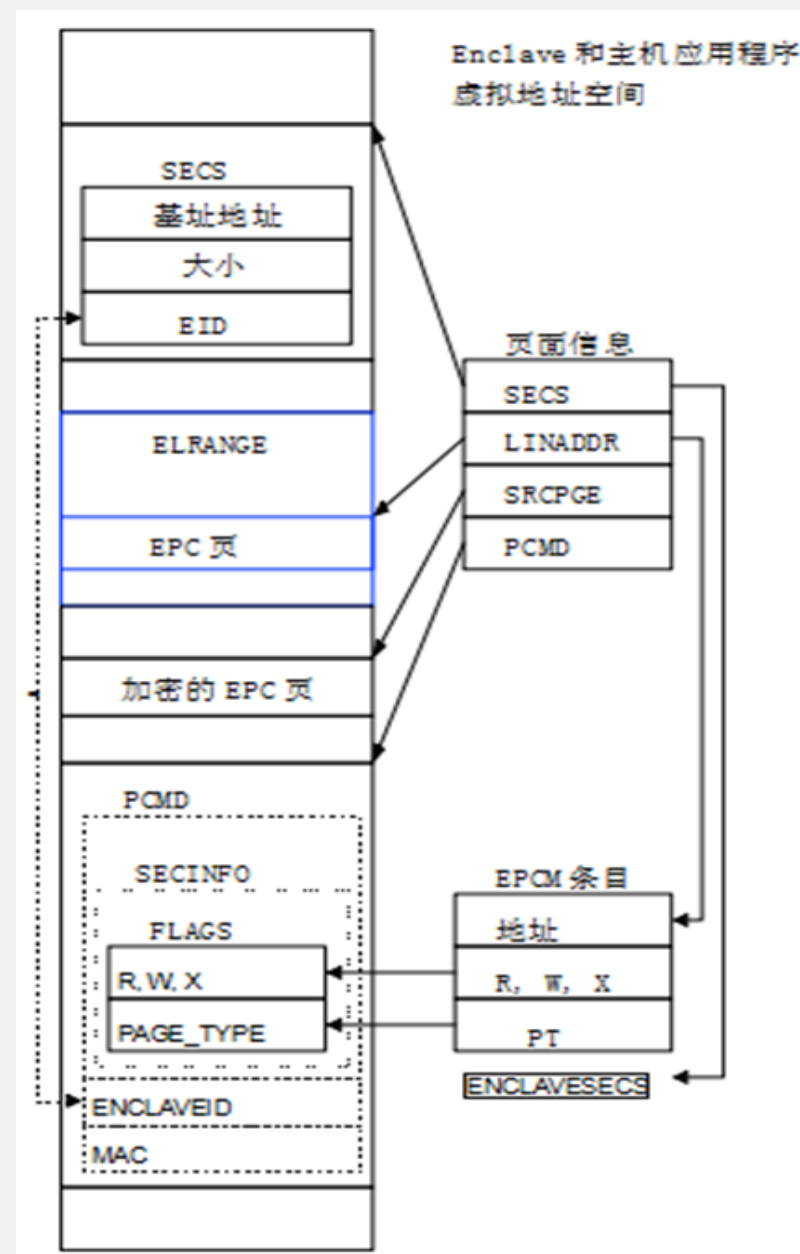 Enclave 和主机应用程序
虚拟地址空间
SECS
基址地址
大小
EID
ELRANGE
EPC 页
加密的 EPC 页
PCMD
SECINFO
FLAGS
R, W, X
PAGE_TYPE
ENCLAVEID
MAC
页面信息
SECS
LINADDR
SRCPGE
PCMD
EPCM 条目
地址
R, W, X
PT
ENCLAVESECS